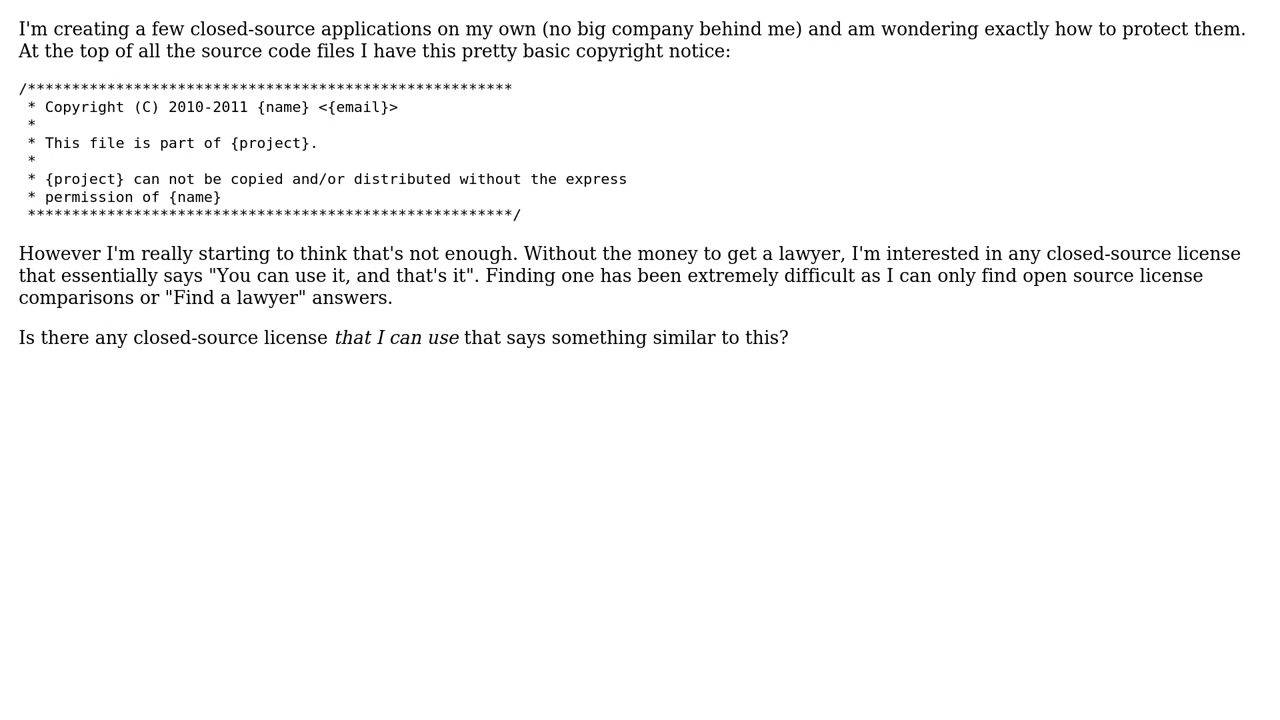 I'm creating a few closed-source applications on my own (no big company behind me) and am wondering exactly how to protect them.
At the top of all the source code files I have this pretty basic copyright notice:
/*******************************************************
 * Copyright (C) 2010-2011 {name} <{email}>
 *
 * This file is part of {project}.
 *
 * {project} can not be copied and/or distributed without the express
 * permission of {name}
 *******************************************************/
However I'm really starting to think that's not enough. Without the money to get a lawyer, I'm interested in any closed-source license
that essentially says "You can use it, and that's it". Finding one has been extremely difficult as I can only find open source license
comparisons or "Find a lawyer" answers.
Is there any closed-source license that I can use that says something similar to this?